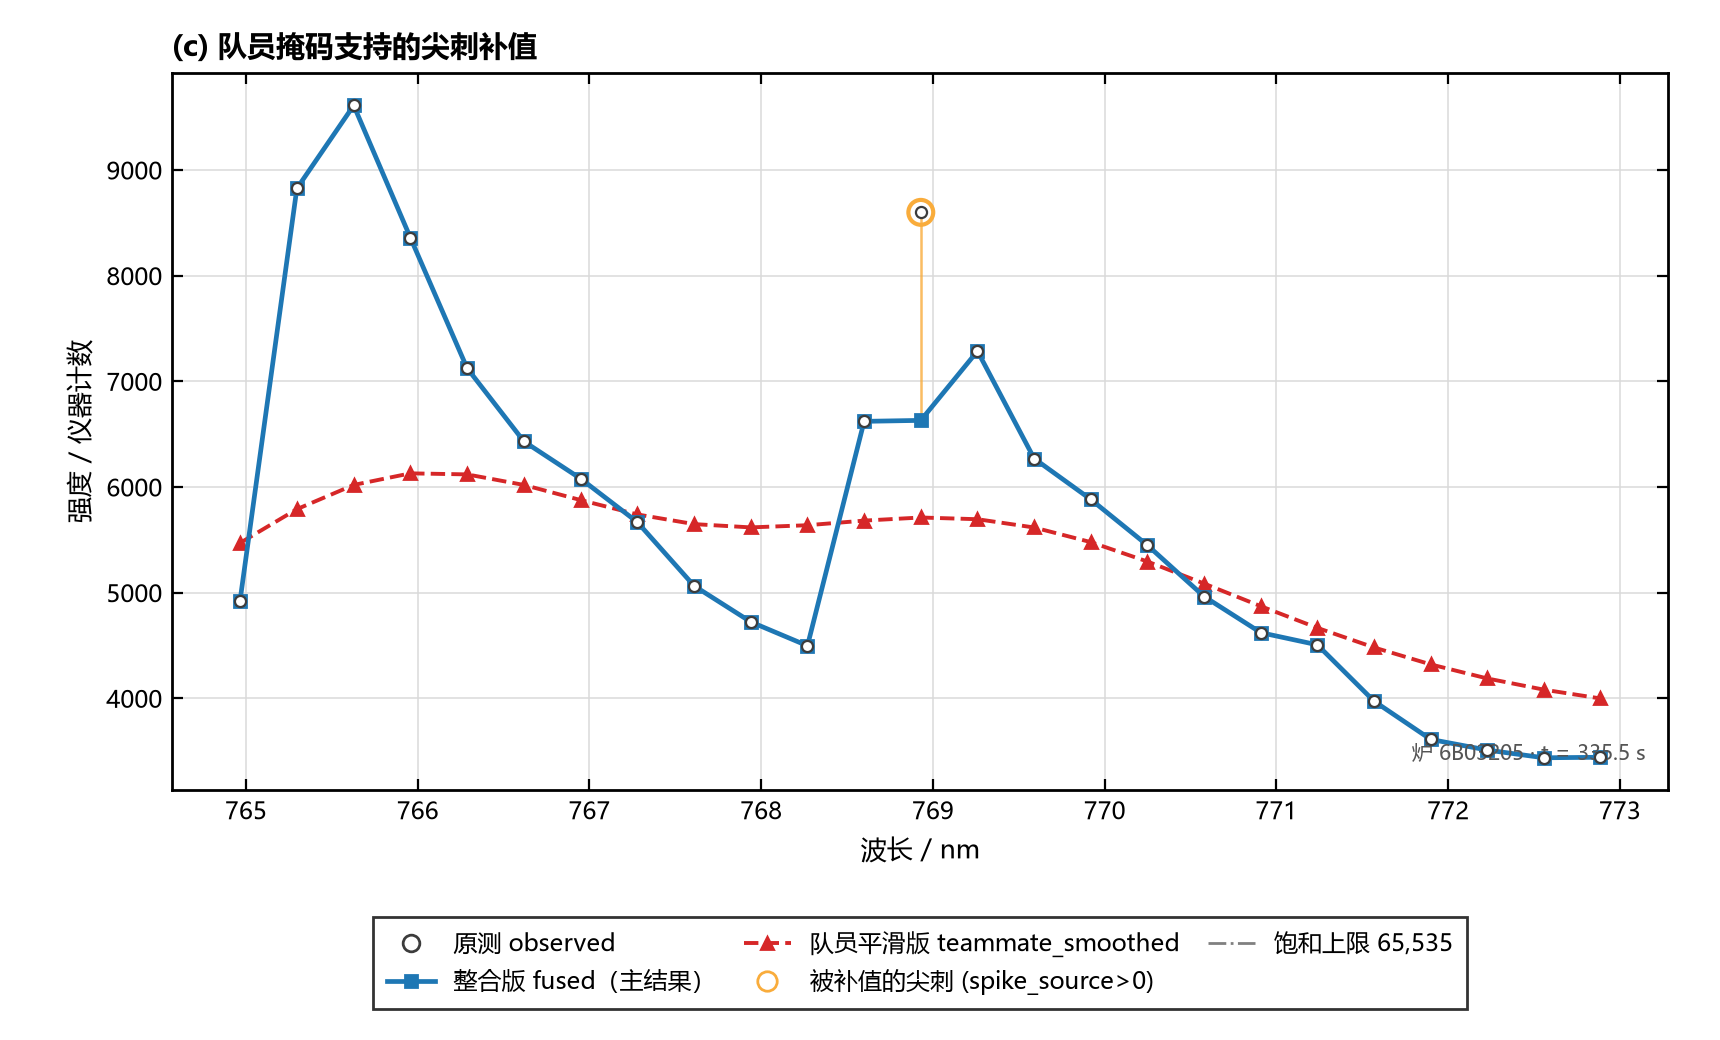 (c) 队员掩码支持的尖刺补值
9000
8000
7000
6000
5000
4000
强度 / 仪器计数
765 766 767 768 769 770 771 772 773
波长 / nm
炉 t = 335.5 s
原测 observed
队员平滑版 teammate_smoothed
饱和上限 65,535
整合版 fused（主结果）
被补值的尖刺 (spike_source>0)